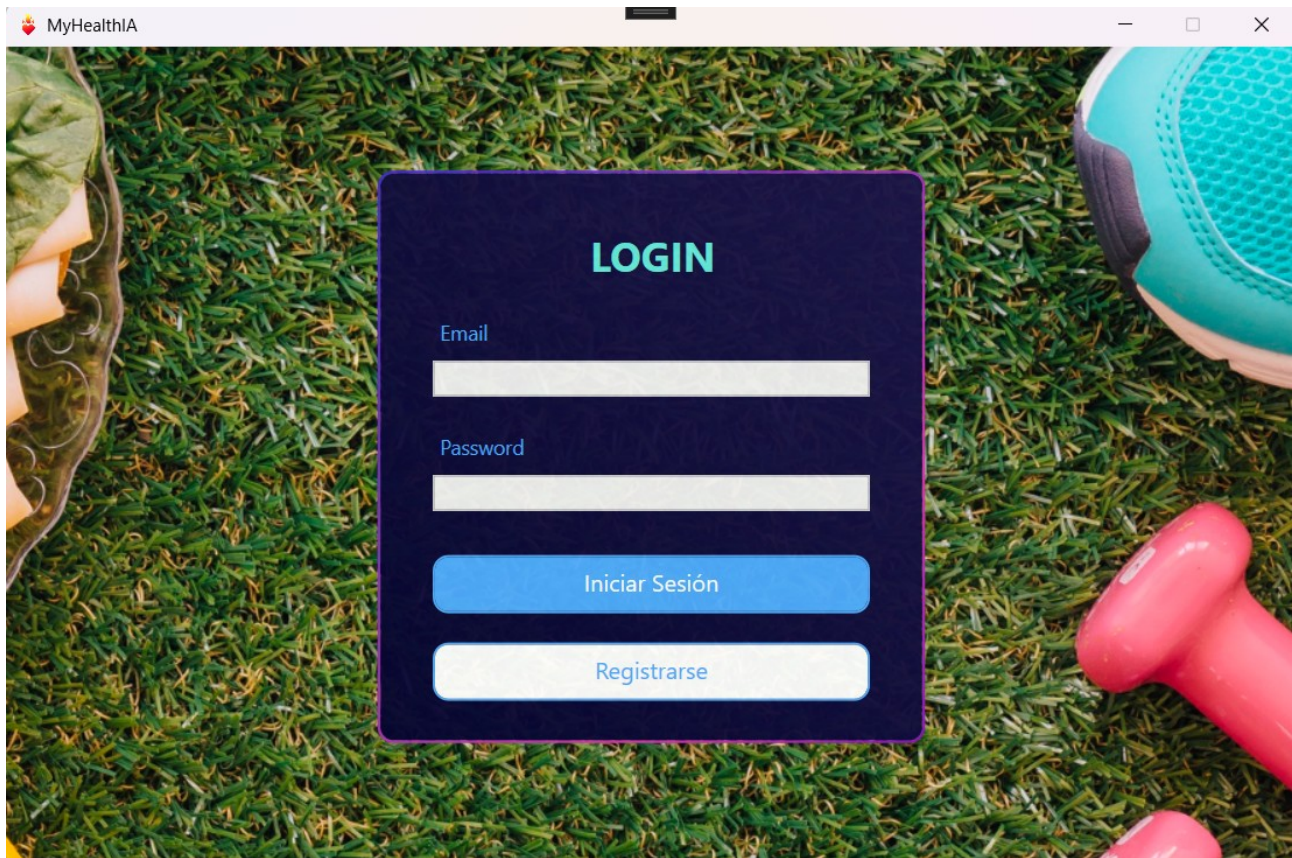 MyHealthIA
LOGIN
Email
Password
Iniciar Sesión
Registrarse